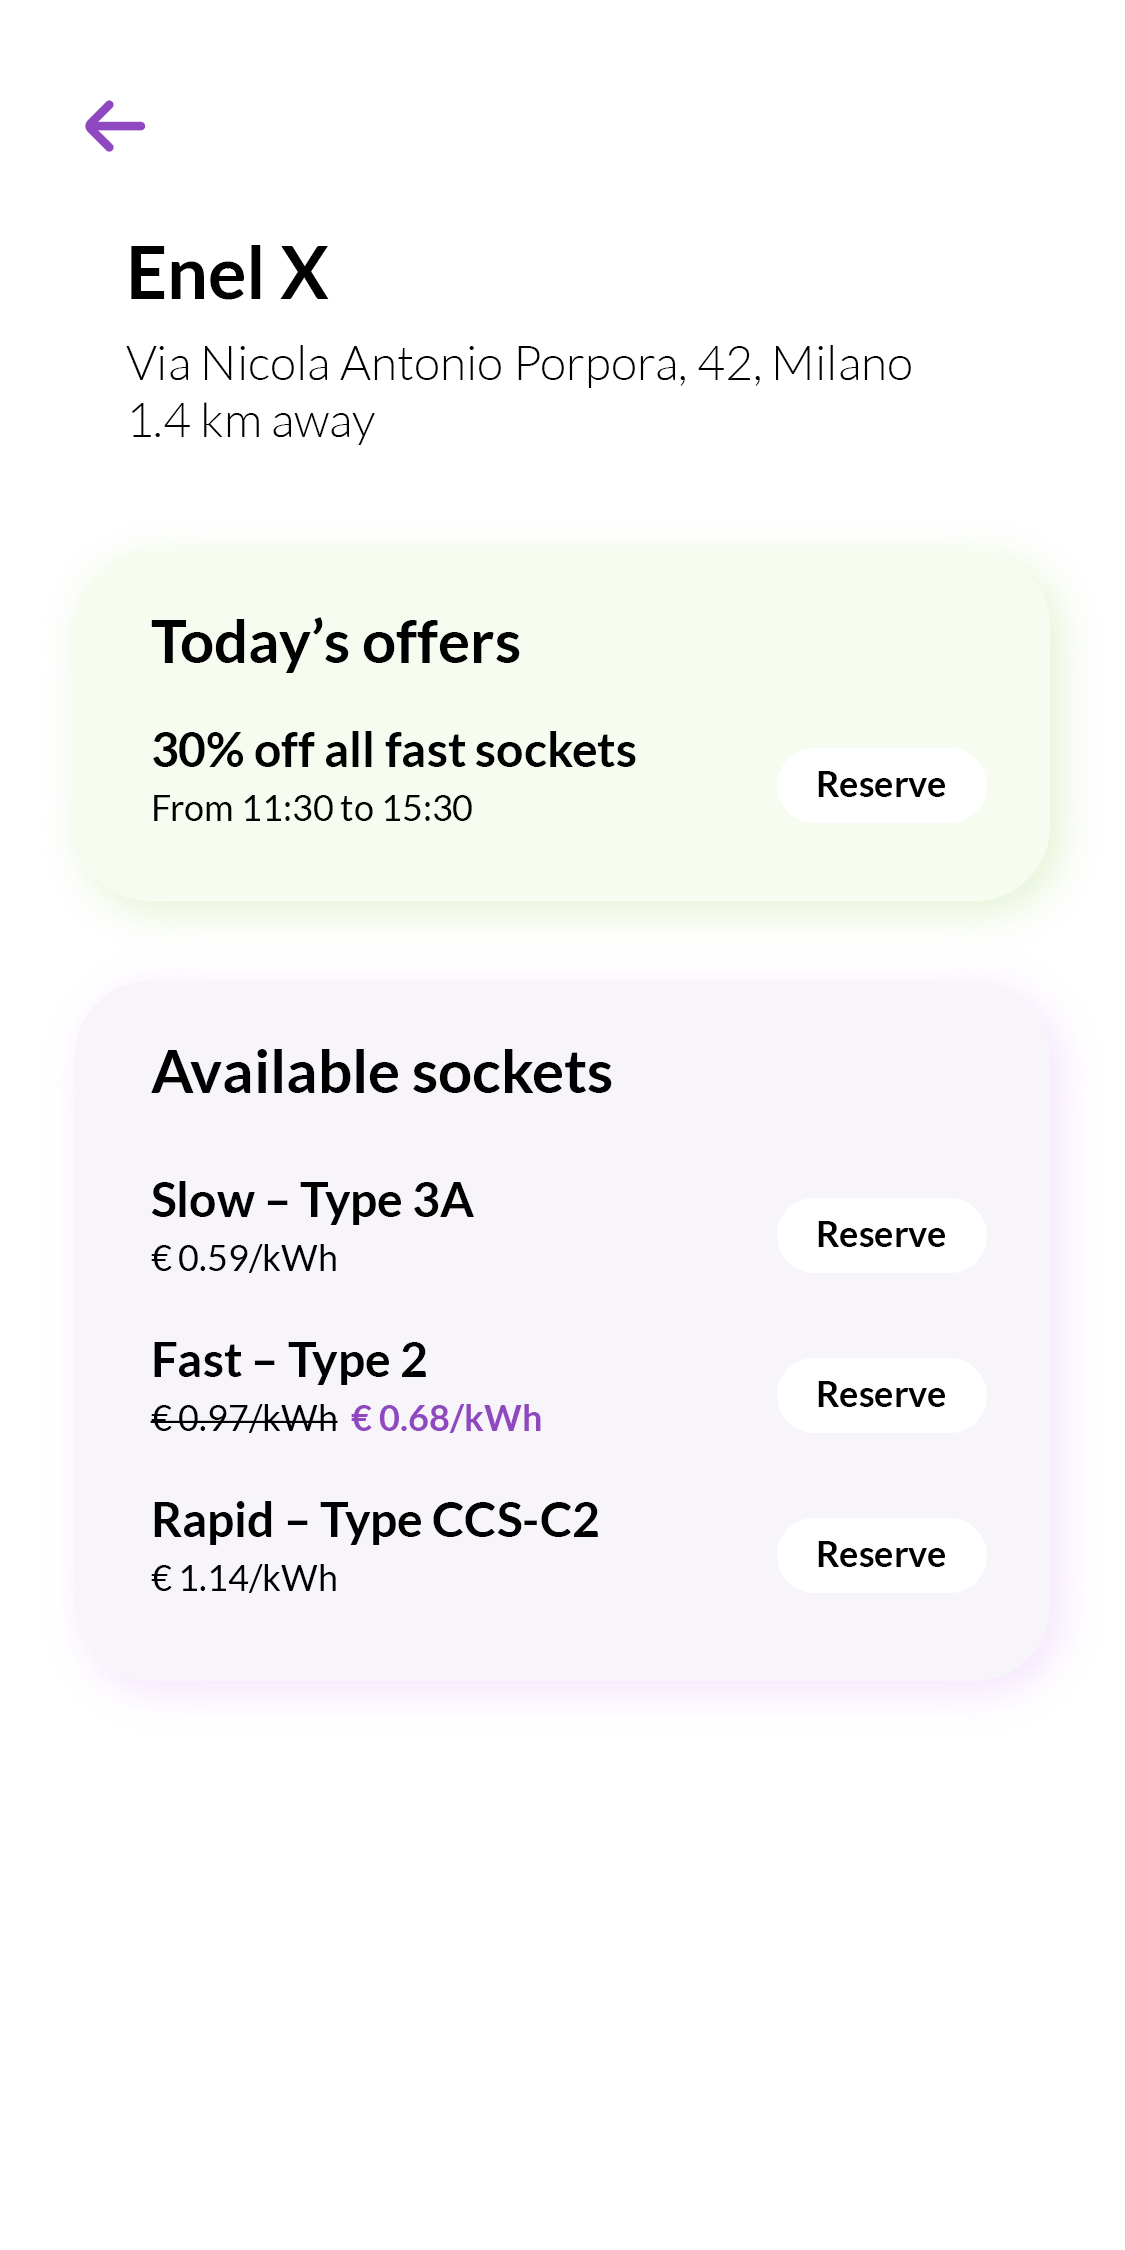 Enel X
Via Nicola Antonio Porpora, 42, Milano
1.4 km away
Today’s offers
30% off all fast sockets
From 11:30 to 15:30
Reserve
Available sockets
Slow – Type 3A
€ 0.59/kWh
Reserve
Fast – Type 2
€ 0.97/kWh € 0.68/kWh
Reserve
Rapid – Type CCS-C2
€ 1.14/kWh
Reserve